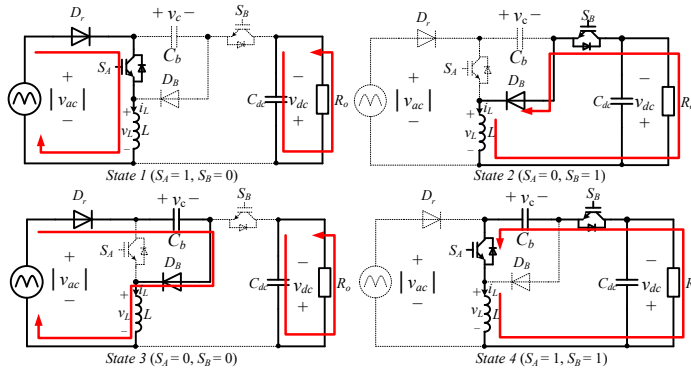 + v_c −
S_B
D_r
C_b
S_A
D_B
+
|v_ac|
−
i_L
+
v_L L
−
C_dc
−
v_dc
+
R_o
State 1 (S_A = 1, S_B = 0)
+ v_c −
S_B
D_r
C_b
S_A
D_B
+
|v_ac|
−
i_L
+
v_L L
−
C_dc
−
v_dc
+
R
State 2 (S_A = 0, S_B = 1)
+ v_c −
S_B
D_r
C_b
S_A
D_B
+
|v_ac|
−
i_L
+
v_L L
−
C_dc
−
v_dc
+
R_o
State 3 (S_A = 0, S_B = 0)
+ v_c −
S_B
D_r
C_b
S_A
D_B
+
|v_ac|
−
i_L
+
v_L L
−
C_dc
−
v_dc
+
R
State 4 (S_A = 1, S_B = 1)